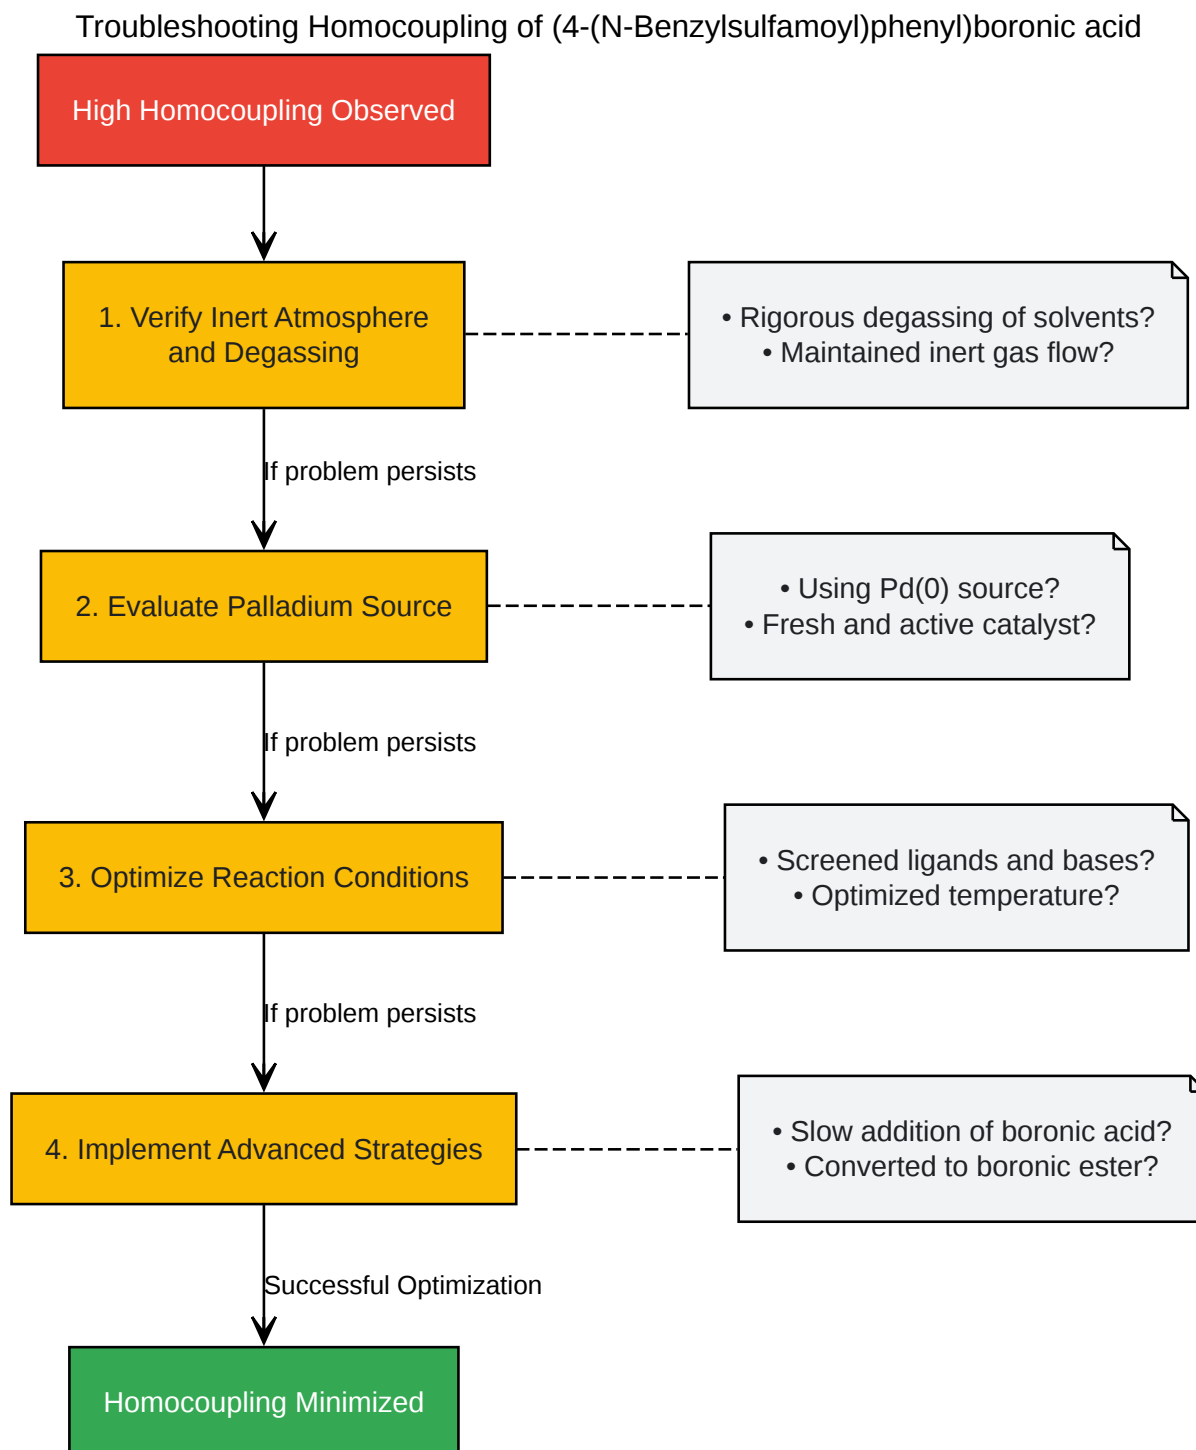 Troubleshooting Homocoupling of (4-(N-Benzylsulfamoyl)phenyl)boronic acid
High Homocoupling Observed
1. Verify Inert Atmosphere
and Degassing
• Rigorous degassing of solvents?
• Maintained inert gas flow?
If problem persists
2. Evaluate Palladium Source
• Using Pd(0) source?
• Fresh and active catalyst?
If problem persists
3. Optimize Reaction Conditions
• Screened ligands and bases?
• Optimized temperature?
If problem persists
4. Implement Advanced Strategies
• Slow addition of boronic acid?
• Converted to boronic ester?
Successful Optimization
Homocoupling Minimized